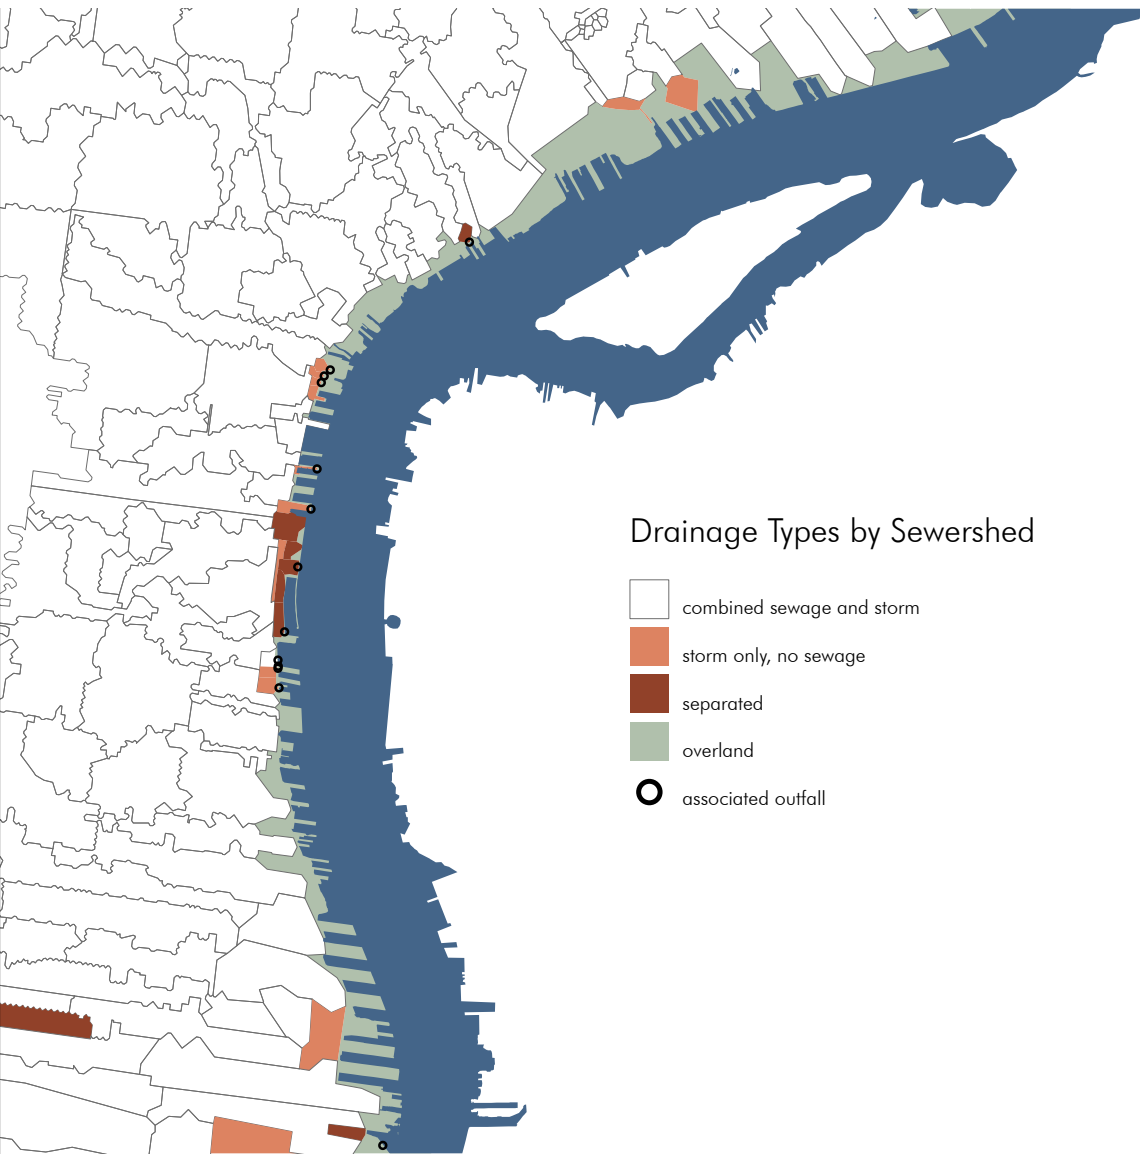 Drainage Types by Sewershed
combined sewage and storm
storm only, no sewage
separated
overland
associated outfall